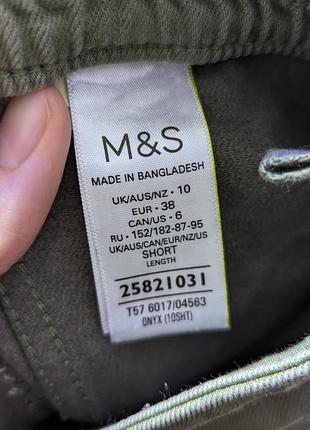 M&S
MADE IN BANGLADESH
UK/AUS/NZ • 10
EUR • 38
CAN/US • 6
RU • 152/182-87-95
UK/AUS/CAN/EUR/NZ/US
SHORT
LENGTH
25821031
T57 6017/04563
ONYX (10SHT)